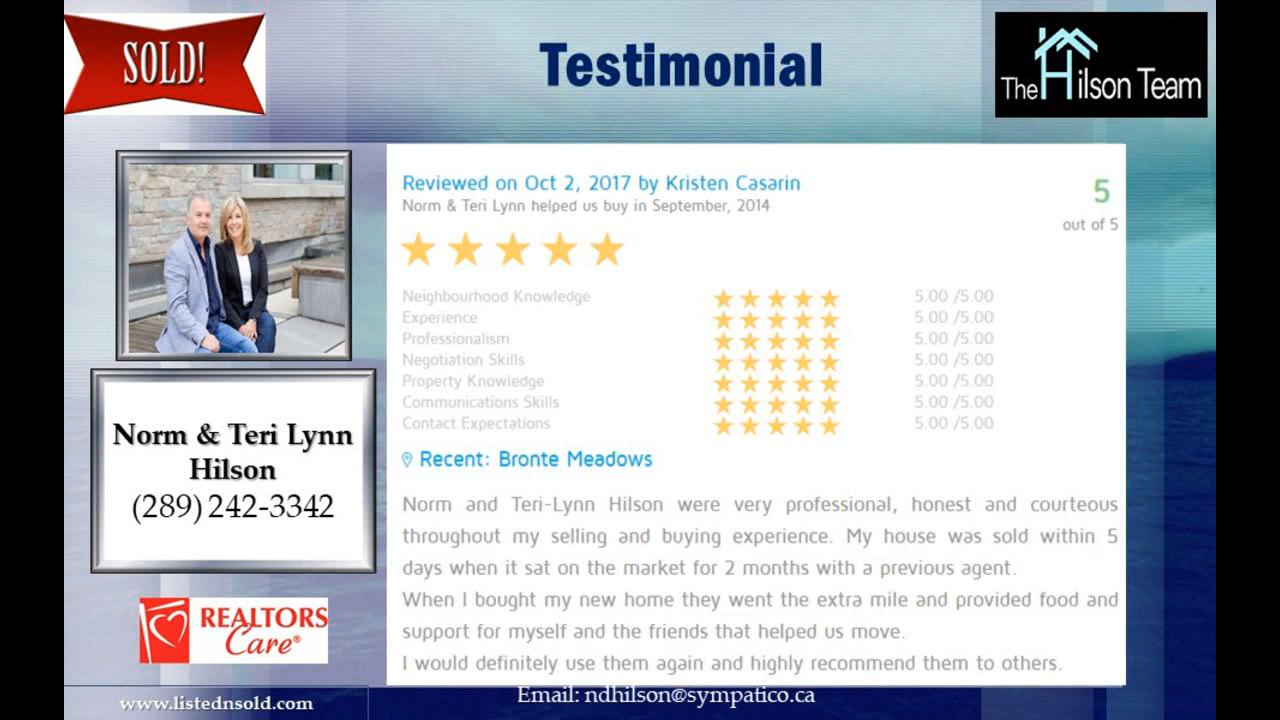 SOLD!
Testimonial
The Hilson Team
Reviewed on Oct 2, 2017 by Kristen Casarin
Norm & Teri Lynn helped us buy in September, 2014
5
out of 5
Neighbourhood Knowledge 5.00 /5.00
Experience 5.00 /5.00
Professionalism 5.00 /5.00
Negotiation Skills 5.00 /5.00
Property Knowledge 5.00 /5.00
Communications Skills 5.00 /5.00
Contact Expectations 5.00 /5.00
Recent: Bronte Meadows
Norm and Teri-Lynn Hilson were very professional, honest and courteous
throughout my selling and buying experience. My house was sold within 5
days when it sat on the market for 2 months with a previous agent.
When I bought my new home they went the extra mile and provided food and
support for myself and the friends that helped us move.
I would definitely use them again and highly recommend them to others.
Norm & Teri Lynn
Hilson
(289) 242-3342
REALTORS
Care®
www.listednsold.com
Email: ndhilson@sympatico.ca